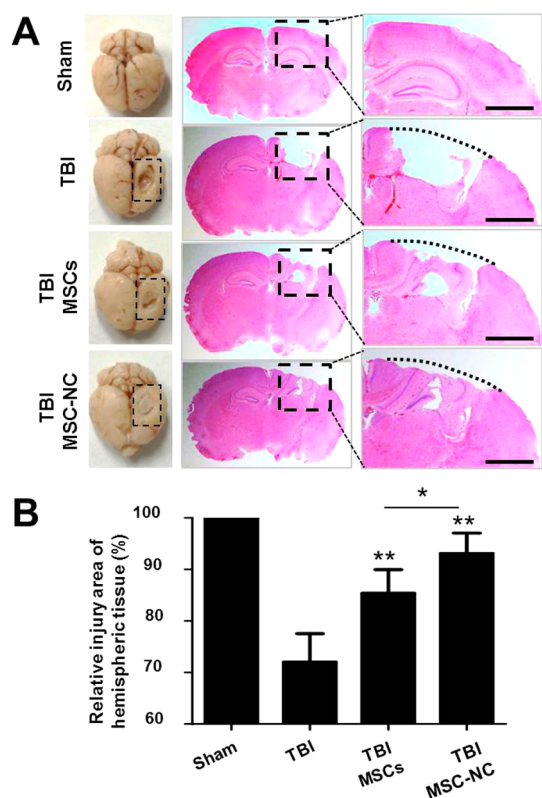 A
Sham
TBI
TBI
MSCs
TBI
MSC-NC
B
Relative injury area of
hemispheric tissue (%)
100
90
80
70
60
**
*
**
Sham
TBI
TBI
MSCs
TBI
MSC-NC